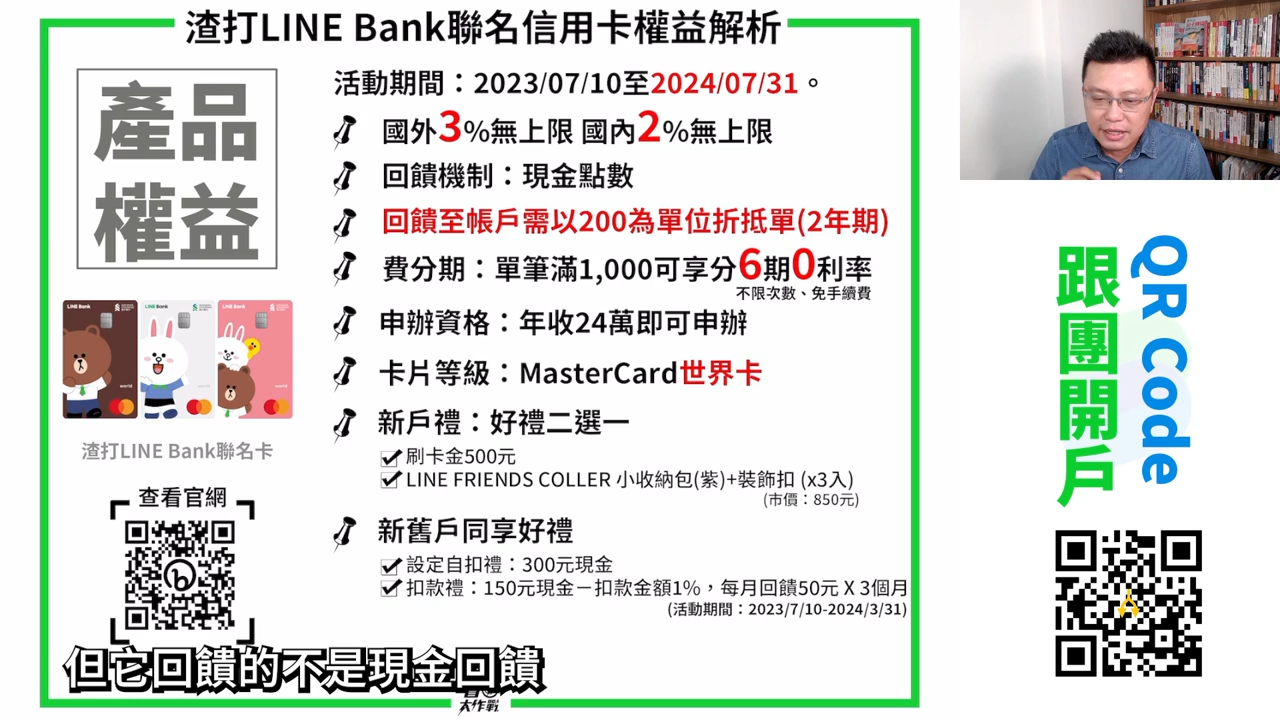 渣打LINE Bank聯名信用卡權益解析
產品
權益
活動期間：2023/07/10至2024/07/31。
國外3%無上限 國內2%無上限
回饋機制：現金點數
回饋至帳戶需以200為單位折抵單(2年期)
費分期：單筆滿1,000可享分6期0利率
不限次數、免手續費
申辦資格：年收24萬即可申辦
卡片等級：MasterCard世界卡
新戶禮：好禮二選一
刷卡金500元
LINE FRIENDS COLLER 小收納包(紫)+裝飾扣 (x3入)
(市價：850元)
新舊戶同享好禮
設定自扣禮：300元現金
扣款禮：150元現金－扣款金額1%，每月回饋50元 X 3個月
(活動期間：2023/7/10-2024/3/31)
LINE Bank
LINE Bank
LINE Bank
world
world
world
渣打LINE Bank聯名卡
查看官網
但它回饋的不是現金回饋
大作戰
跟團開戶
QR Code